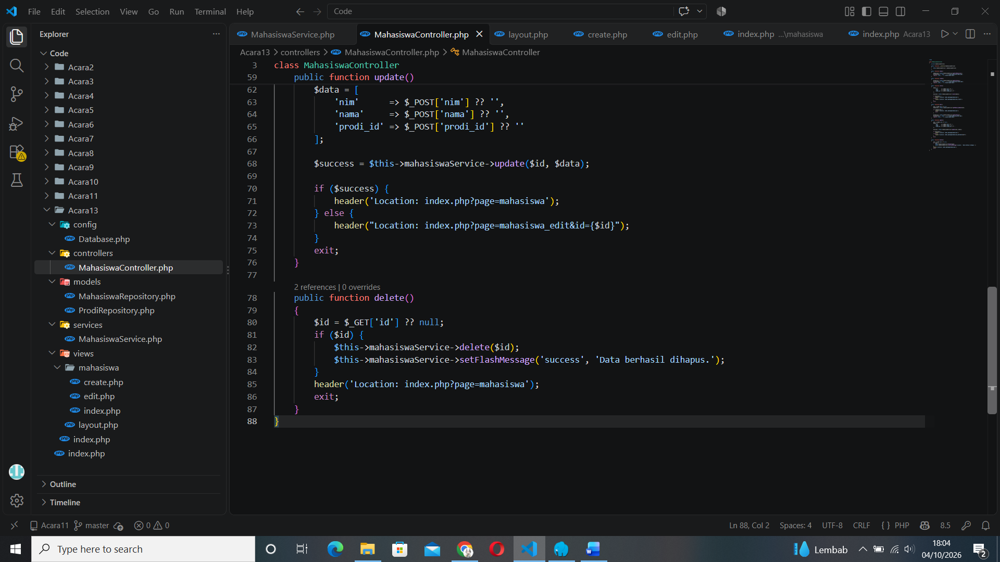 File Edit Selection View Go Run Terminal Help
Code
Explorer
Code
Acara2
Acara3
Acara4
Acara5
Acara6
Acara7
Acara8
Acara9
Acara10
Acara11
Acara13
config
Database.php
controllers
MahasiswaController.php
models
MahasiswaRepository.php
ProdiRepository.php
services
MahasiswaService.php
views
mahasiswa
create.php
edit.php
index.php
layout.php
index.php
index.php
Outline
Timeline
MahasiswaService.php MahasiswaController.php layout.php create.php edit.php index.php ...\mahasiswa index.php Acara13
Acara13 > controllers > MahasiswaController.php > MahasiswaController
3 class MahasiswaController
59 public function update()
62 $data = [
63 'nim' => $_POST['nim'] ?? '',
64 'nama' => $_POST['nama'] ?? '',
65 'prodi_id' => $_POST['prodi_id'] ?? ''
66 ];
67
68 $success = $this->mahasiswaService->update($id, $data);
69
70 if ($success) {
71 header('Location: index.php?page=mahasiswa');
72 } else {
73 header("Location: index.php?page=mahasiswa_edit&id={$id}");
74 }
75 exit;
76 }
77
2 references | 0 overrides
78 public function delete()
79 {
80 $id = $_GET['id'] ?? null;
81 if ($id) {
82 $this->mahasiswaService->delete($id);
83 $this->mahasiswaService->setFlashMessage('success', 'Data berhasil dihapus.');
84 }
85 header('Location: index.php?page=mahasiswa');
86 exit;
87 }
88 }
Acara11 master 0 0
Ln 88, Col 2 Spaces: 4 UTF-8 CRLF { } PHP 8.5
Type here to search
Lembab
18:04
04/10/2026
2